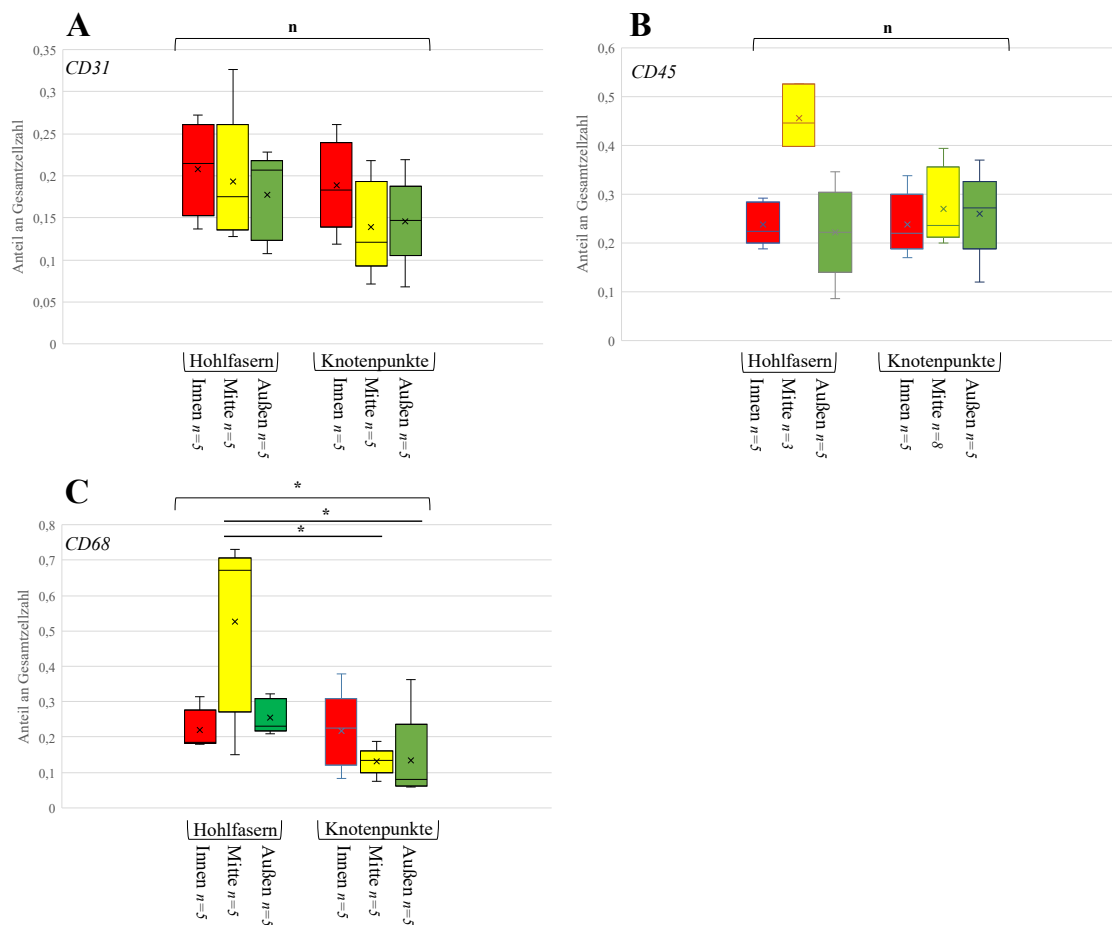 A
n
CD31
Anteil an Gesamtzellzahl
0,35
0,3
0,25
0,2
0,15
0,1
0,05
0
Hohlfasern
Knotenpunkte
Innen n=5
Mitte n=5
Außen n=5
Innen n=5
Mitte n=5
Außen n=5
B
n
CD45
Anteil an Gesamtzellzahl
0,6
0,5
0,4
0,3
0,2
0,1
0
Hohlfasern
Knotenpunkte
Innen n=5
Mitte n=3
Außen n=5
Innen n=5
Mitte n=8
Außen n=5
C
*
*
*
CD68
Anteil an Gesamtzellzahl
0,8
0,7
0,6
0,5
0,4
0,3
0,2
0,1
0
Hohlfasern
Knotenpunkte
Innen n=5
Mitte n=5
Außen n=5
Innen n=5
Mitte n=5
Außen n=5